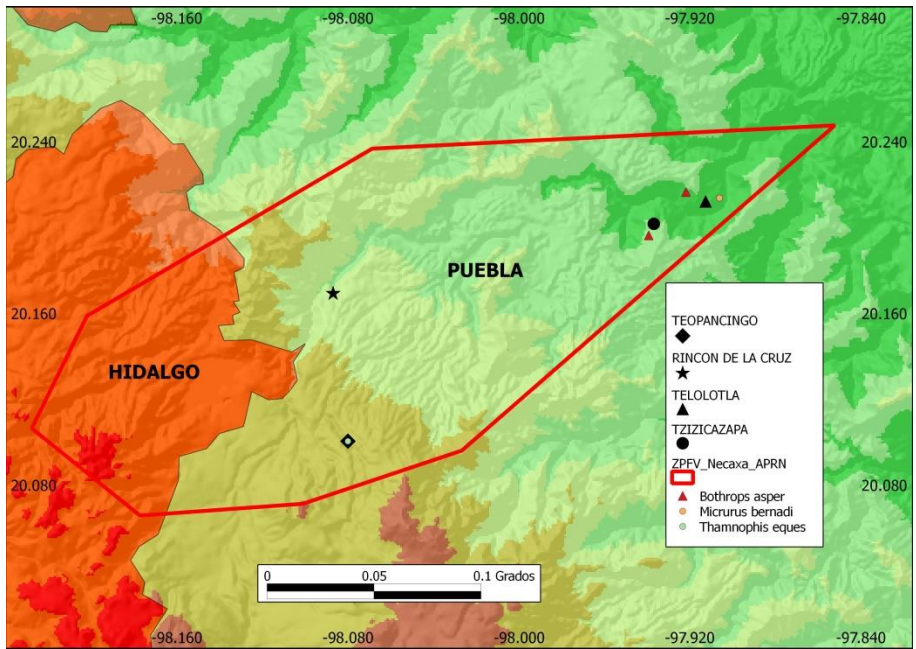 -98.160 -98.080 -98.000 -97.920 -97.840
20.240 20.240
PUEBLA
20.160 20.160
HIDALGO
TEOPANCINGO
RINCON DE LA CRUZ
TELOLOTLA
TZIZICAZAPA
ZPFV_Necaxa_APRN
Bothrops asper
Micrurus bernadi
Thamnophis eques
20.080 20.080
0 0.05 0.1 Grados
-98.160 -98.080 -98.000 -97.920 -97.840